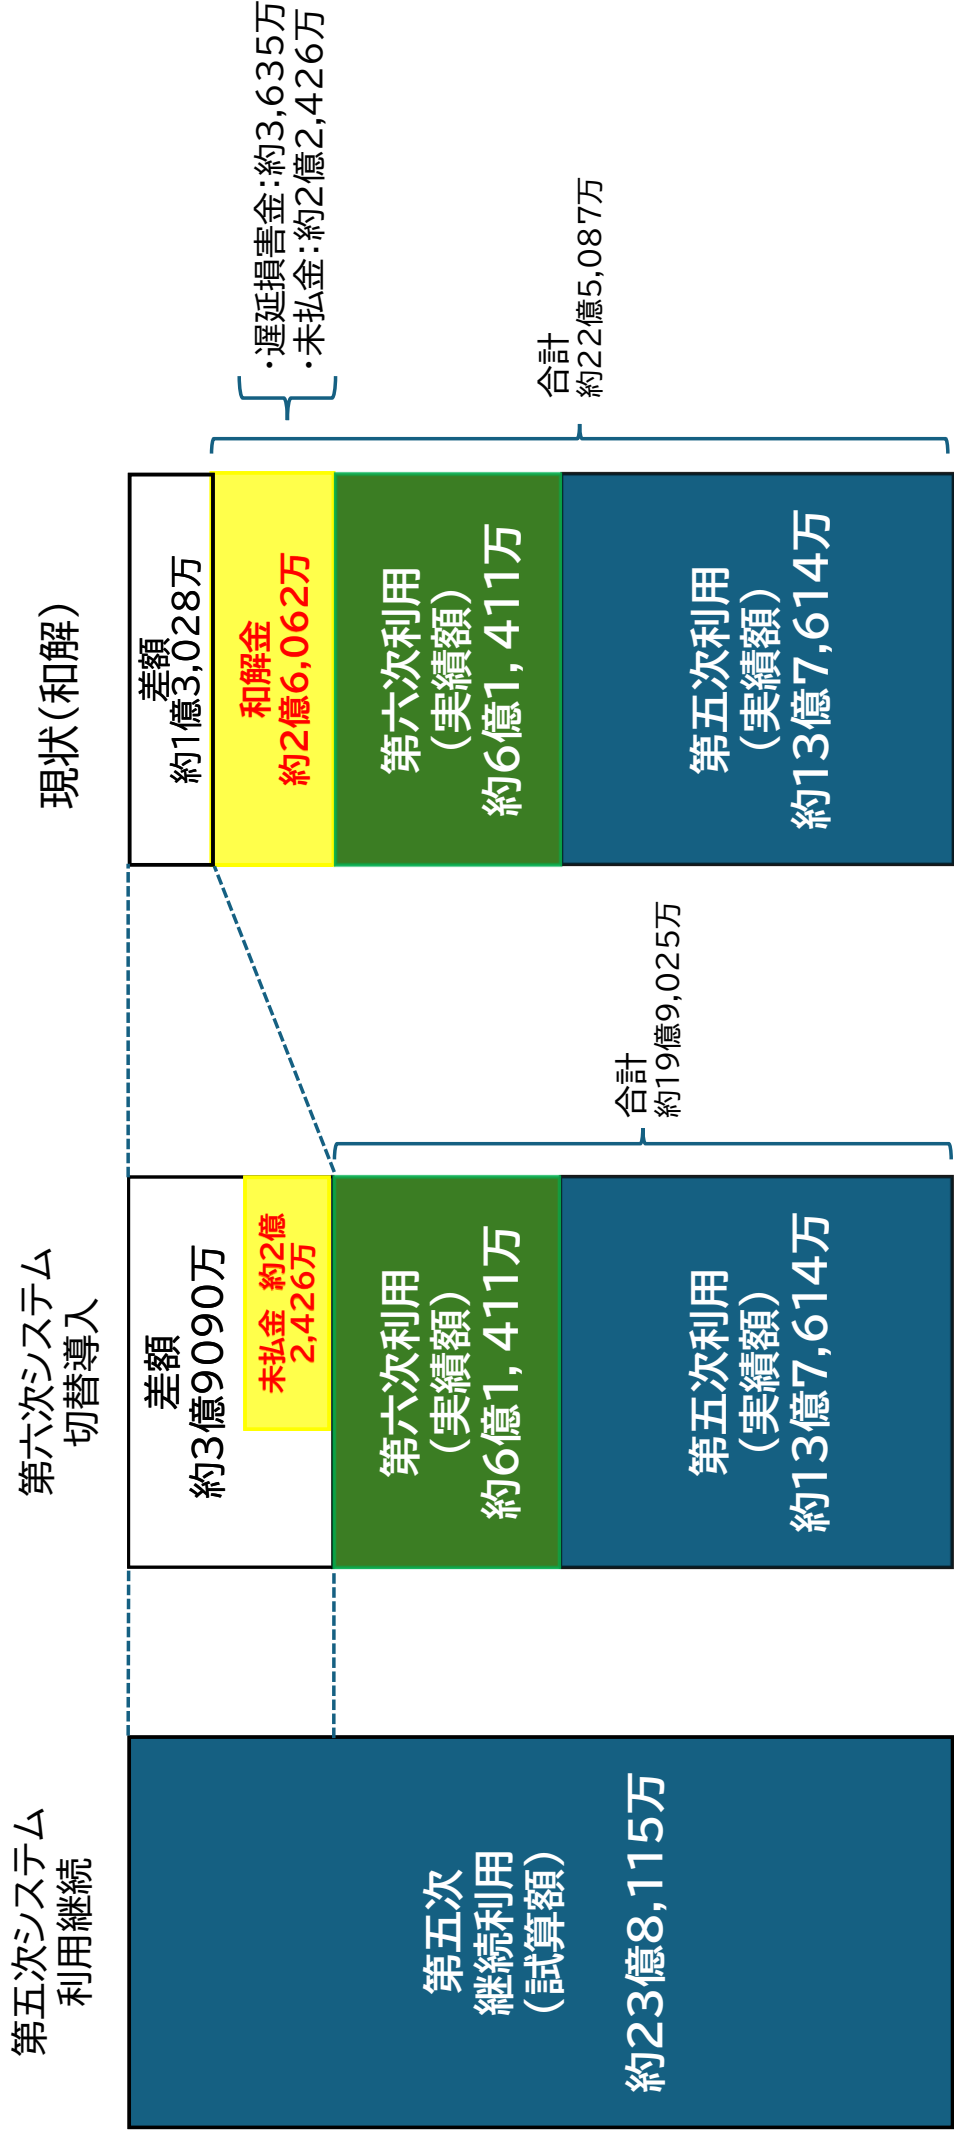 第五次システム
利用継続
第五次
継続利用
（試算額）
約23億8,115万
第六次システム
切替導入
差額
約3億9090万
未払金 約2億
2,426万
第六次利用
（実績額）
約6億1,411万
第五次利用
（実績額）
約13億7,614万
合計
約19億9,025万
現状（和解）
差額
約1億3,028万
和解金
約2億6,062万
第六次利用
（実績額）
約6億1,411万
第五次利用
（実績額）
約13億7,614万
・遅延損害金：約3,635万
・未払金：約2億2,426万
合計
約22億5,087万